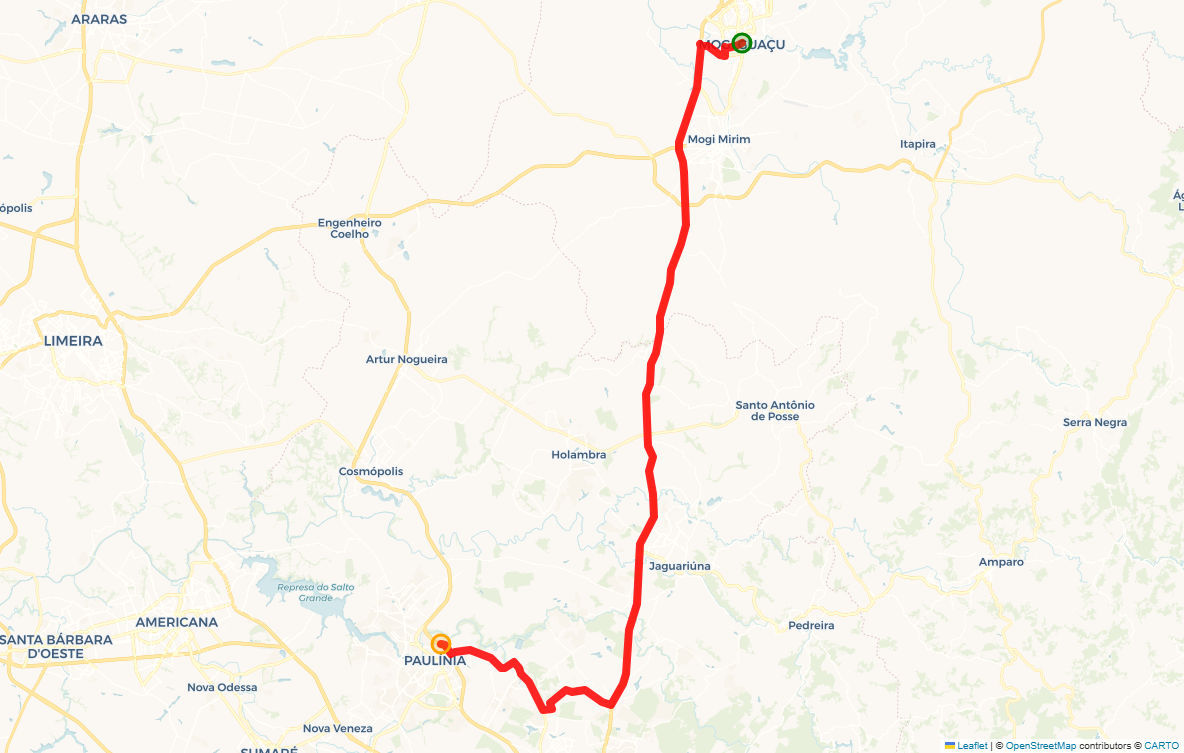 ARARAS
MOGI GUAÇU
Mogi Mirim
Itapira
ópolis
Ág
L
Engenheiro
Coelho
LIMEIRA
Artur Nogueira
Santo Antônio
de Posse
Serra Negra
Holambra
Cosmópolis
Jaguariúna
Amparo
Represa do Salto
Grande
AMERICANA
Pedreira
SANTA BÁRBARA
D'OESTE
PAULÍNIA
Nova Odessa
Nova Veneza
SUMARÉ
Leaflet | © OpenStreetMap contributors © CARTO